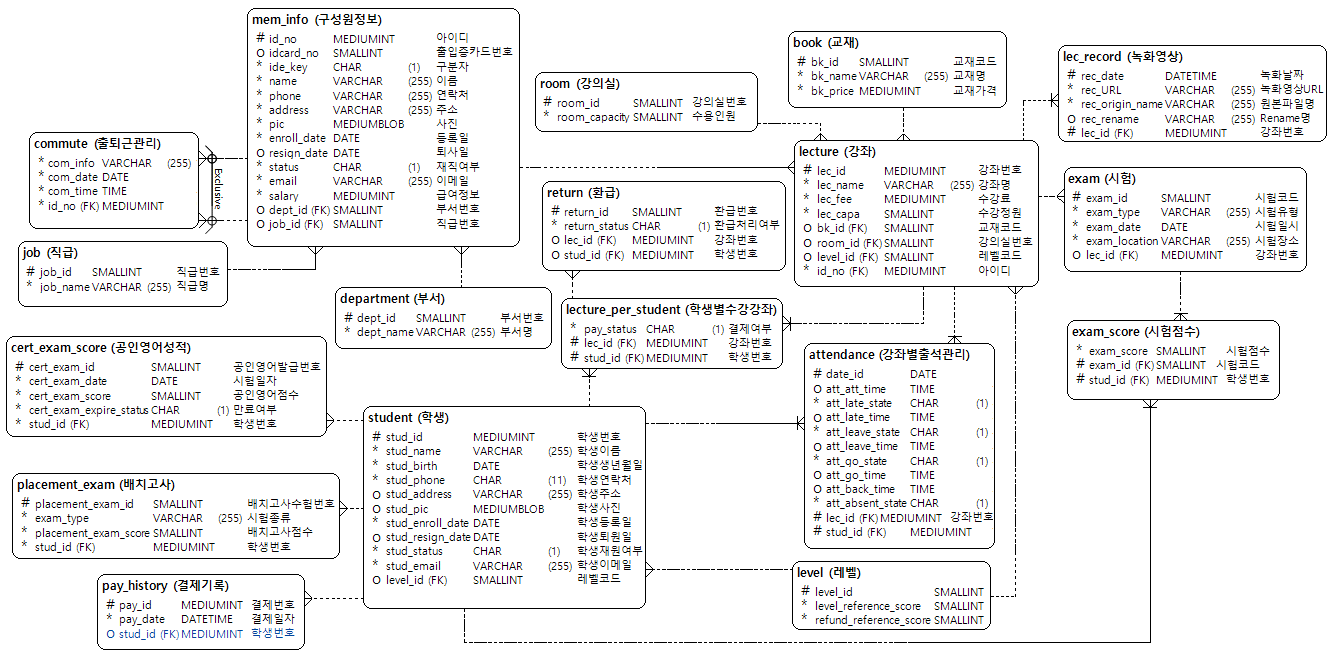 mem_info (구성원정보)
# id_no MEDIUMINT 아이디
O idcard_no SMALLINT 출입증카드번호
* ide_key CHAR (1) 구분자
* name VARCHAR (255) 이름
* phone VARCHAR (255) 연락처
* address VARCHAR (255) 주소
* pic MEDIUMBLOB 사진
* enroll_date DATE 등록일
O resign_date DATE 퇴사일
* status CHAR (1) 재직여부
* email VARCHAR (255) 이메일
* salary MEDIUMINT 급여정보
O dept_id (FK) SMALLINT 부서번호
O job_id (FK) SMALLINT 직급번호
book (교재)
# bk_id SMALLINT 교재코드
* bk_name VARCHAR (255) 교재명
* bk_price MEDIUMINT 교재가격
lec_record (녹화영상)
# rec_date DATETIME 녹화날짜
* rec_URL VARCHAR (255) 녹화영상URL
* rec_origin_name VARCHAR (255) 원본파일명
O rec_rename VARCHAR (255) Rename명
# lec_id (FK) MEDIUMINT 강좌번호
room (강의실)
# room_id SMALLINT 강의실번호
* room_capacity SMALLINT 수용인원
commute (출퇴근관리)
* com_info VARCHAR (255)
* com_date DATE
* com_time TIME
* id_no (FK) MEDIUMINT
Exclusive
lecture (강좌)
# lec_id MEDIUMINT 강좌번호
* lec_name VARCHAR (255) 강좌명
* lec_fee MEDIUMINT 수강료
* lec_capa SMALLINT 수강정원
O bk_id (FK) SMALLINT 교재코드
O room_id (FK) SMALLINT 강의실번호
O level_id (FK) SMALLINT 레벨코드
* id_no (FK) MEDIUMINT 아이디
exam (시험)
# exam_id SMALLINT 시험코드
* exam_type VARCHAR (255) 시험유형
* exam_date DATE 시험일시
* exam_location VARCHAR (255) 시험장소
O lec_id (FK) MEDIUMINT 강좌번호
return (환급)
# return_id SMALLINT 환급번호
* return_status CHAR (1) 환급처리여부
O lec_id (FK) MEDIUMINT 강좌번호
O stud_id (FK) MEDIUMINT 학생번호
job (직급)
# job_id SMALLINT 직급번호
* job_name VARCHAR (255) 직급명
department (부서)
# dept_id SMALLINT 부서번호
* dept_name VARCHAR (255) 부서명
lecture_per_student (학생별수강강좌)
* pay_status CHAR (1) 결제여부
# lec_id (FK) MEDIUMINT 강좌번호
# stud_id (FK) MEDIUMINT 학생번호
exam_score (시험점수)
* exam_score SMALLINT 시험점수
# exam_id (FK) SMALLINT 시험코드
# stud_id (FK) MEDIUMINT 학생번호
cert_exam_score (공인영어성적)
# cert_exam_id SMALLINT 공인영어발급번호
* cert_exam_date DATE 시험일자
* cert_exam_score SMALLINT 공인영어점수
* cert_exam_expire_status CHAR (1) 만료여부
* stud_id (FK) MEDIUMINT 학생번호
attendance (강좌별출석관리)
# date_id DATE
O att_att_time TIME
* att_late_state CHAR (1)
O att_late_time TIME
* att_leave_state CHAR (1)
O att_leave_time TIME
* att_go_state CHAR (1)
O att_go_time TIME
O att_back_time TIME
* att_absent_state CHAR (1)
# lec_id (FK) MEDIUMINT 강좌번호
# stud_id (FK) MEDIUMINT
student (학생)
# stud_id MEDIUMINT 학생번호
* stud_name VARCHAR (255) 학생이름
* stud_birth DATE 학생생년월일
* stud_phone CHAR (11) 학생연락처
O stud_address VARCHAR (255) 학생주소
O stud_pic MEDIUMBLOB 학생사진
* stud_enroll_date DATE 학생등록일
O stud_resign_date DATE 학생퇴원일
* stud_status CHAR (1) 학생재원여부
* stud_email VARCHAR (255) 학생이메일
O level_id (FK) SMALLINT 레벨코드
placement_exam (배치고사)
# placement_exam_id SMALLINT 배치고사수험번호
* exam_type VARCHAR (255) 시험종류
* placement_exam_score SMALLINT 배치고사점수
* stud_id (FK) MEDIUMINT 학생번호
level (레벨)
# level_id SMALLINT
* level_reference_score SMALLINT
* refund_reference_score SMALLINT
pay_history (결제기록)
# pay_id MEDIUMINT 결제번호
* pay_date DATETIME 결제일자
O stud_id (FK) MEDIUMINT 학생번호